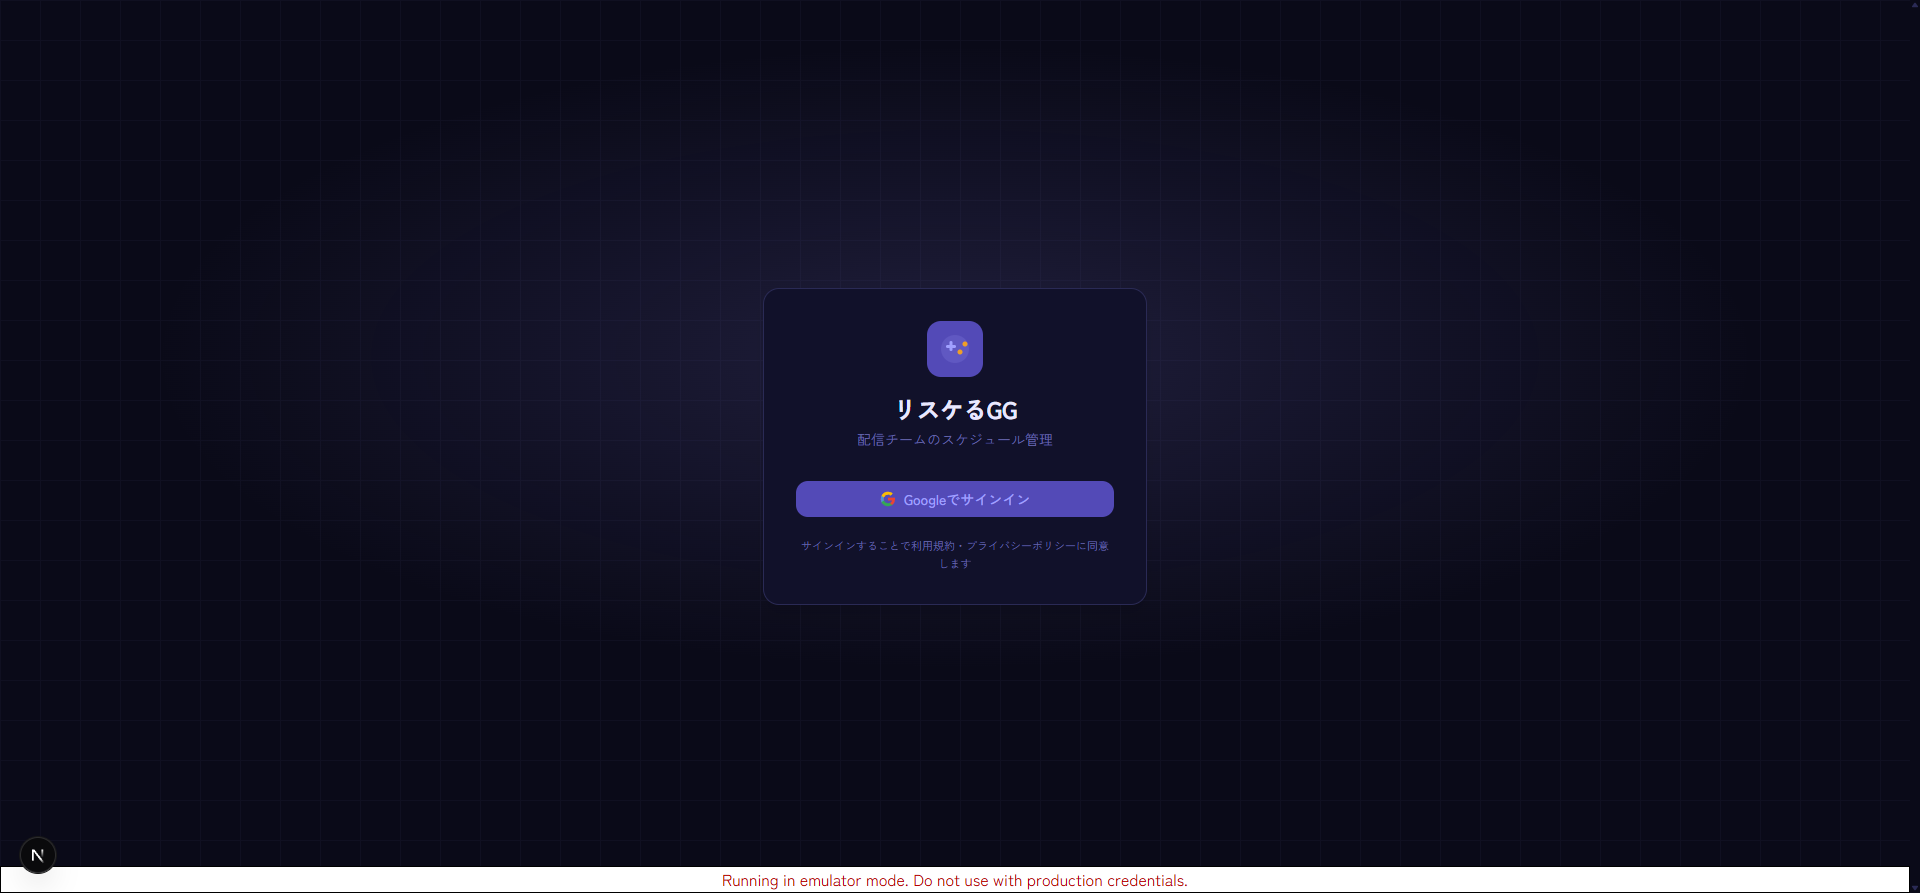 リスケるGG
配信チームのスケジュール管理
Googleでサインイン
サインインすることで利用規約・プライバシーポリシーに同意
します
N
Running in emulator mode. Do not use with production credentials.